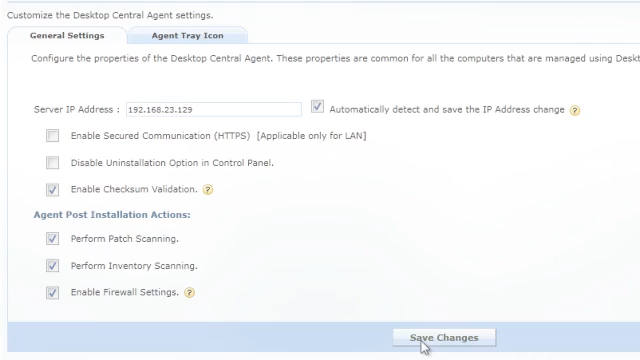 Customize the Desktop Central Agent settings.
General Settings Agent Tray Icon
Configure the properties of the Desktop Central Agent. These properties are common for all the computers that are managed using Deskt
Server IP Address : 192.168.23.129 Automatically detect and save the IP Address change ?
Enable Secured Communication (HTTPS) [Applicable only for LAN]
Disable Uninstallation Option in Control Panel.
Enable Checksum Validation. ?
Agent Post Installation Actions:
Perform Patch Scanning.
Perform Inventory Scanning.
Enable Firewall Settings. ?
Save Changes